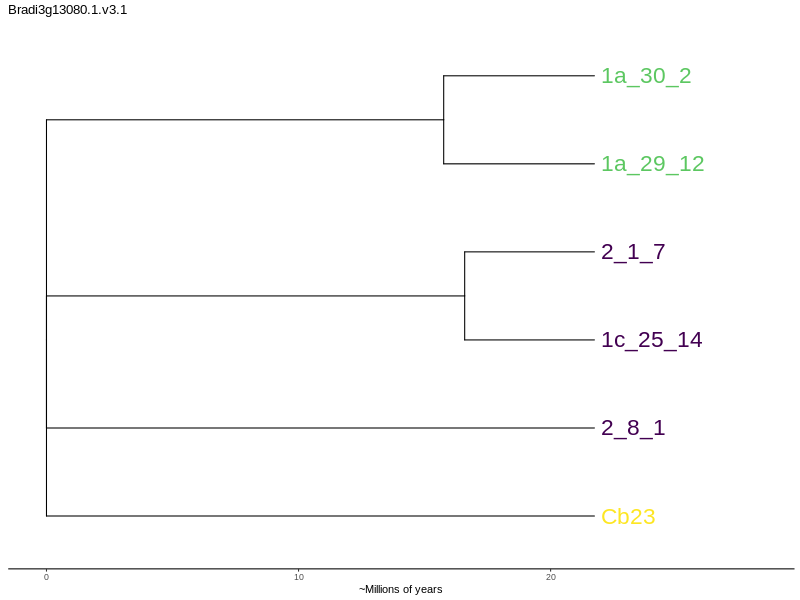 Bradi3g13080.1.v3.1
1a_30_2
1a_29_12
2_1_7
1c_25_14
2_8_1
Cb23
0 10 20
~Millions of years